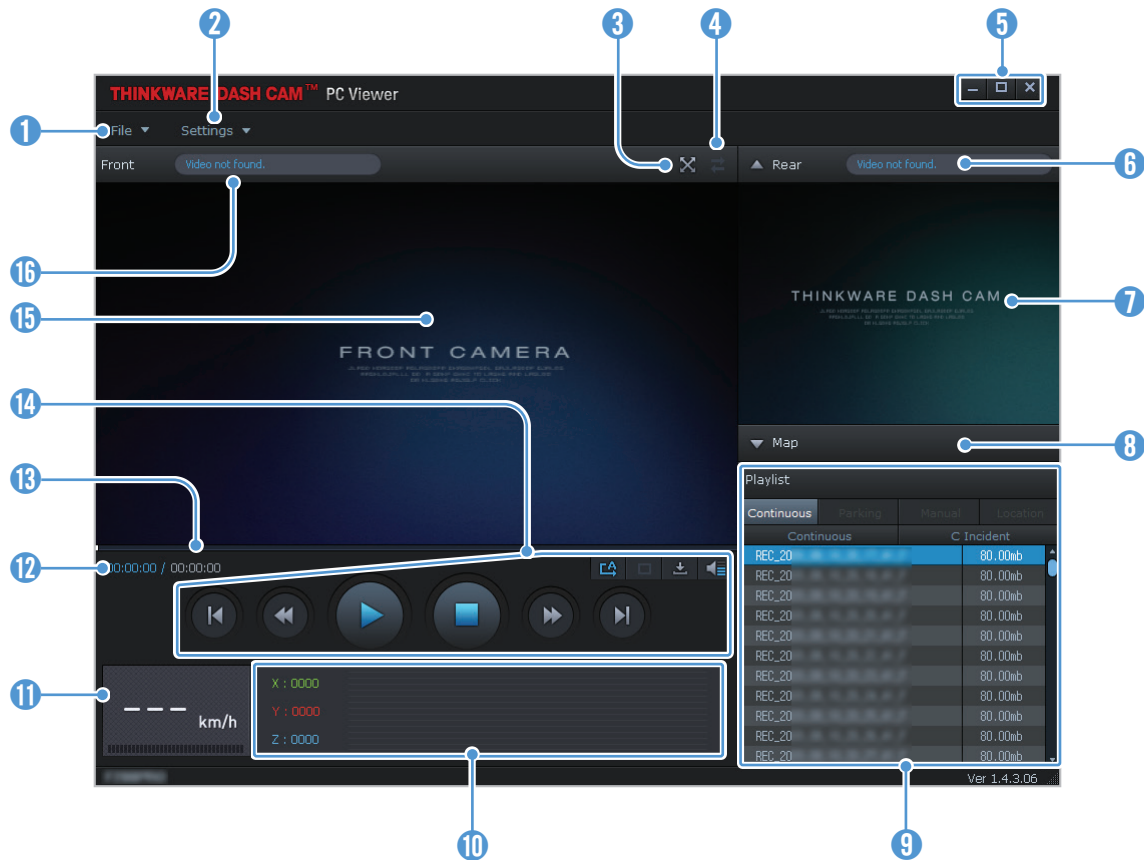 2
3
4
5
THINKWARE DASH CAM™ PC Viewer
1
File
Settings
Front
Video not found.
Rear
Video not found.
6
16
15
THINKWARE DASH CAM
7
FRONT CAMERA
14
Map
8
13
Playlist
Continuous
Parking
Manual
Location
Continuous
C Incident
12
00:00:00 / 00:00:00
REC_20 80.00mb
REC_20 80.00mb
REC_20 80.00mb
REC_20 80.00mb
REC_20 80.00mb
REC_20 80.00mb
REC_20 80.00mb
REC_20 80.00mb
REC_20 80.00mb
REC_20 80.00mb
REC_20 80.00mb
11
--- km/h
X : 0000
Y : 0000
Z : 0000
Ver 1.4.3.06
10
9